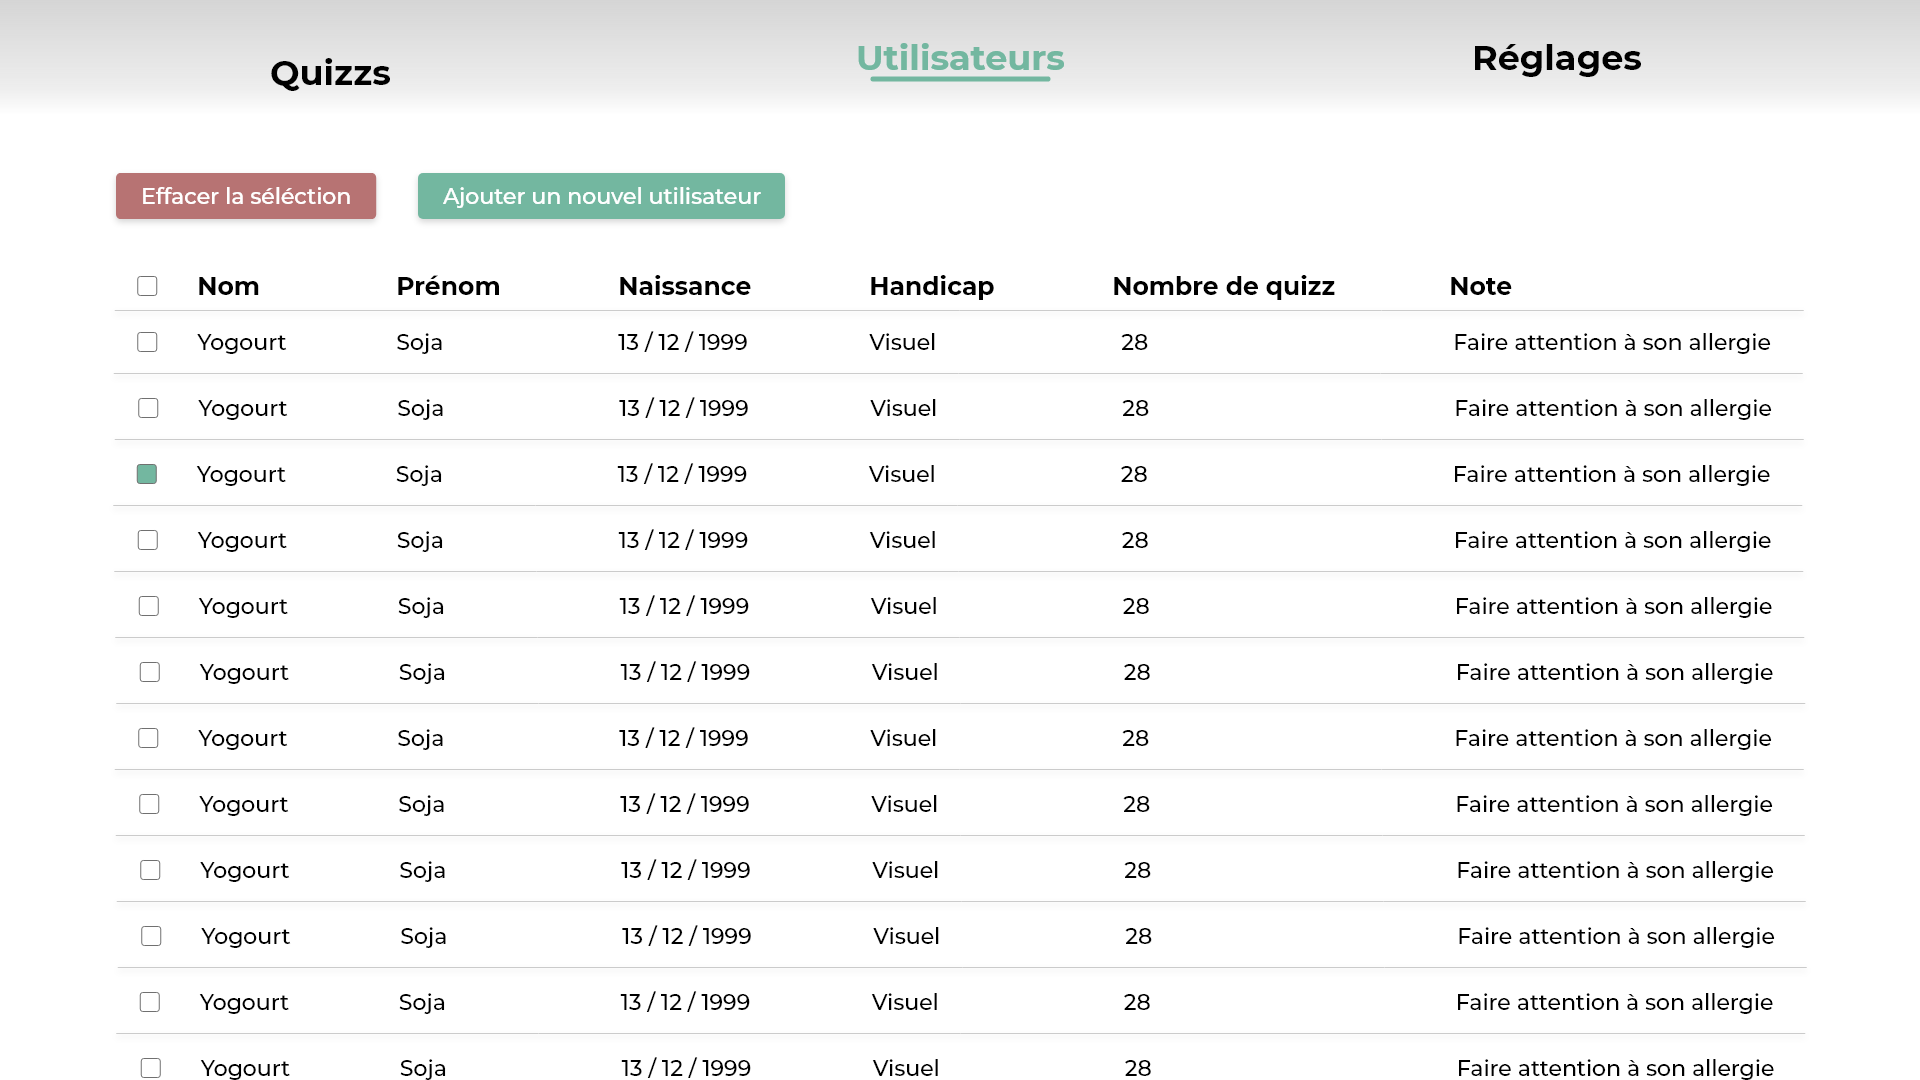 Quizzs Utilisateurs Réglages
Effacer la séléction Ajouter un nouvel utilisateur
Nom Prénom Naissance Handicap Nombre de quizz Note
Yogourt Soja 13 / 12 / 1999 Visuel 28 Faire attention à son allergie
Yogourt Soja 13 / 12 / 1999 Visuel 28 Faire attention à son allergie
Yogourt Soja 13 / 12 / 1999 Visuel 28 Faire attention à son allergie
Yogourt Soja 13 / 12 / 1999 Visuel 28 Faire attention à son allergie
Yogourt Soja 13 / 12 / 1999 Visuel 28 Faire attention à son allergie
Yogourt Soja 13 / 12 / 1999 Visuel 28 Faire attention à son allergie
Yogourt Soja 13 / 12 / 1999 Visuel 28 Faire attention à son allergie
Yogourt Soja 13 / 12 / 1999 Visuel 28 Faire attention à son allergie
Yogourt Soja 13 / 12 / 1999 Visuel 28 Faire attention à son allergie
Yogourt Soja 13 / 12 / 1999 Visuel 28 Faire attention à son allergie
Yogourt Soja 13 / 12 / 1999 Visuel 28 Faire attention à son allergie
Yogourt Soja 13 / 12 / 1999 Visuel 28 Faire attention à son allergie